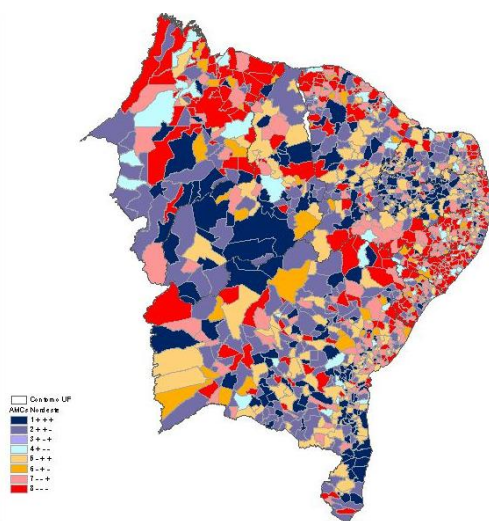 Contorno UF
AMCs Nordeste
1 + + +
2 + + -
3 + - +
4 + - -
5 - + +
6 - + -
7 - - +
8 - - -